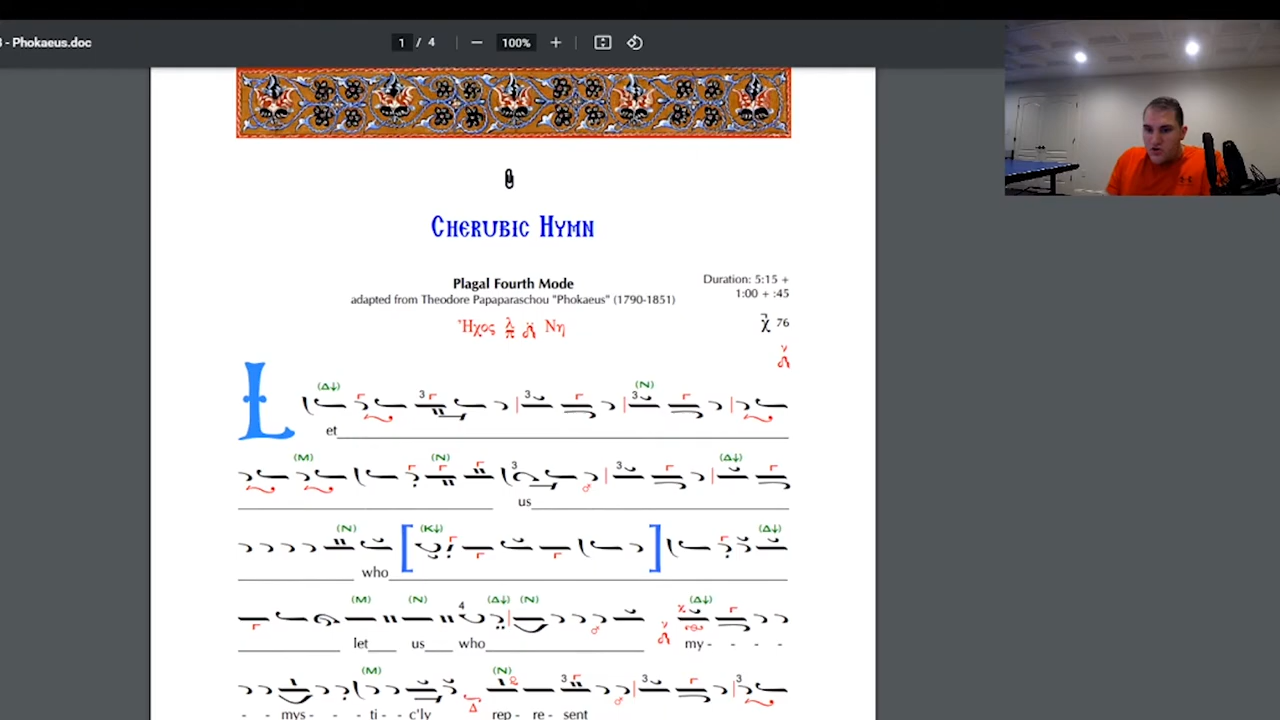 3 - Phokaeus.doc
1 / 4
100%
Cherubic Hymn
Plagal Fourth Mode
adapted from Theodore Papaparaschou "Phokaeus" (1790-1851)
Duration: 5:15 +
1:00 + :45
Ἦχος Νη
76
L
(Δ↓) (N)
et
(M) (N) (Δ↓)
us
(N) [ (K↓) ] (Δ↓)
who
(M) (N) (Δ↓) (N) (Δ↓)
let us who my - - - -
(M) (N)
- - mys - - - ti - c'ly rep - re - sent